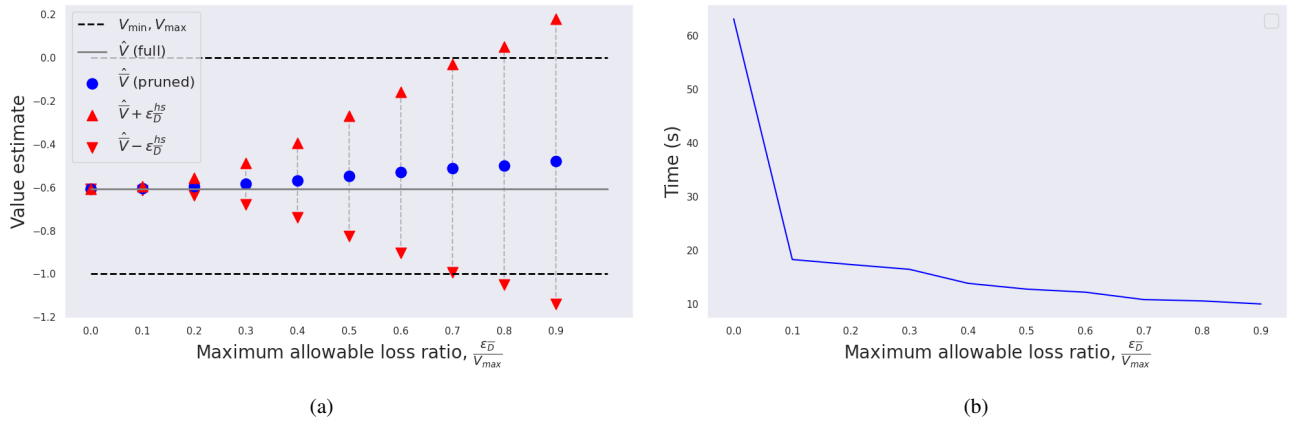 0.2
0.0
−0.2
−0.4
−0.6
−0.8
−1.0
−1.2
Value estimate
V_min, V_max
V̂ (full)
V̂̅ (pruned)
V̂̅ + ε_D̅^hs
V̂̅ − ε_D̅^hs
0.0 0.1 0.2 0.3 0.4 0.5 0.6 0.7 0.8 0.9
Maximum allowable loss ratio, ε_D̅/V_max
(a)
60
50
40
30
20
10
Time (s)
0.0 0.1 0.2 0.3 0.4 0.5 0.6 0.7 0.8 0.9
Maximum allowable loss ratio, ε_D̅/V_max
(b)